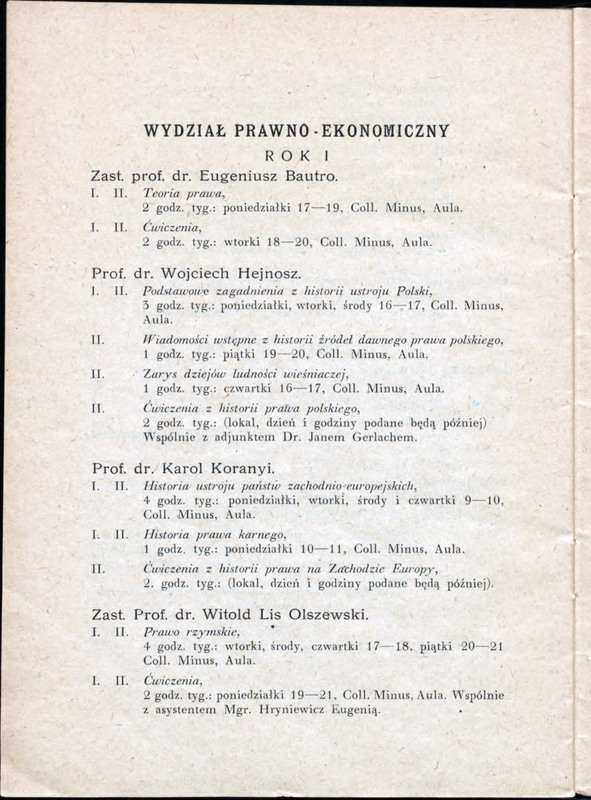 WYDZIAŁ PRAWNO-EKONOMICZNY
ROK I
Zast. prof. dr. Eugeniusz Bautro.
I. II. Teoria prawa,
2 godz. tyg.: poniedziałki 17—19, Coll. Minus, Aula.
I. II. Ćwiczenia,
2 godz. tyg.: wtorki 18—20, Coll. Minus, Aula.
Prof. dr. Wojciech Hejnosz.
I. II. Podstawowe zagadnienia z historii ustroju Polski,
3 godz. tyg.: poniedziałki, wtorki, środy 16—17, Coll. Minus,
Aula.
II. Wiadomości wstępne z historii źródeł dawnego prawa polskiego,
1 godz. tyg.: piątki 19—20, Coll. Minus, Aula.
II. Zarys dziejów ludności wieśniaczej,
1 godz. tyg.: czwartki 16—17, Coll. Minus, Aula.
II. Ćwiczenia z historii prawa polskiego,
2 godz. tyg.: (lokal, dzień i godziny podane będą później)
Wspólnie z adjunktem Dr. Janem Gerlachem.
Prof. dr. Karol Koranyi.
I. II. Historia ustroju państw zachodnio-europejskich,
4 godz. tyg.: poniedziałki, wtorki, środy i czwartki 9—10,
Coll. Minus, Aula.
I. II. Historia prawa karnego,
1 godz. tyg.: poniedziałki 10—11, Coll. Minus, Aula.
II. Ćwiczenia z historii prawa na Zachodzie Europy,
2. godz. tyg.: (lokal, dzień i godziny podane będą później).
Zast. Prof. dr. Witold Lis Olszewski.
I. II. Prawo rzymskie,
4 godz. tyg.: wtorki, środy, czwartki 17—18, piątki 20—21
Coll. Minus, Aula.
I. II. Ćwiczenia,
2 godz. tyg.: poniedziałki 19—21, Coll. Minus, Aula. Wspólnie
z asystentem Mgr. Hryniewicz Eugenią.